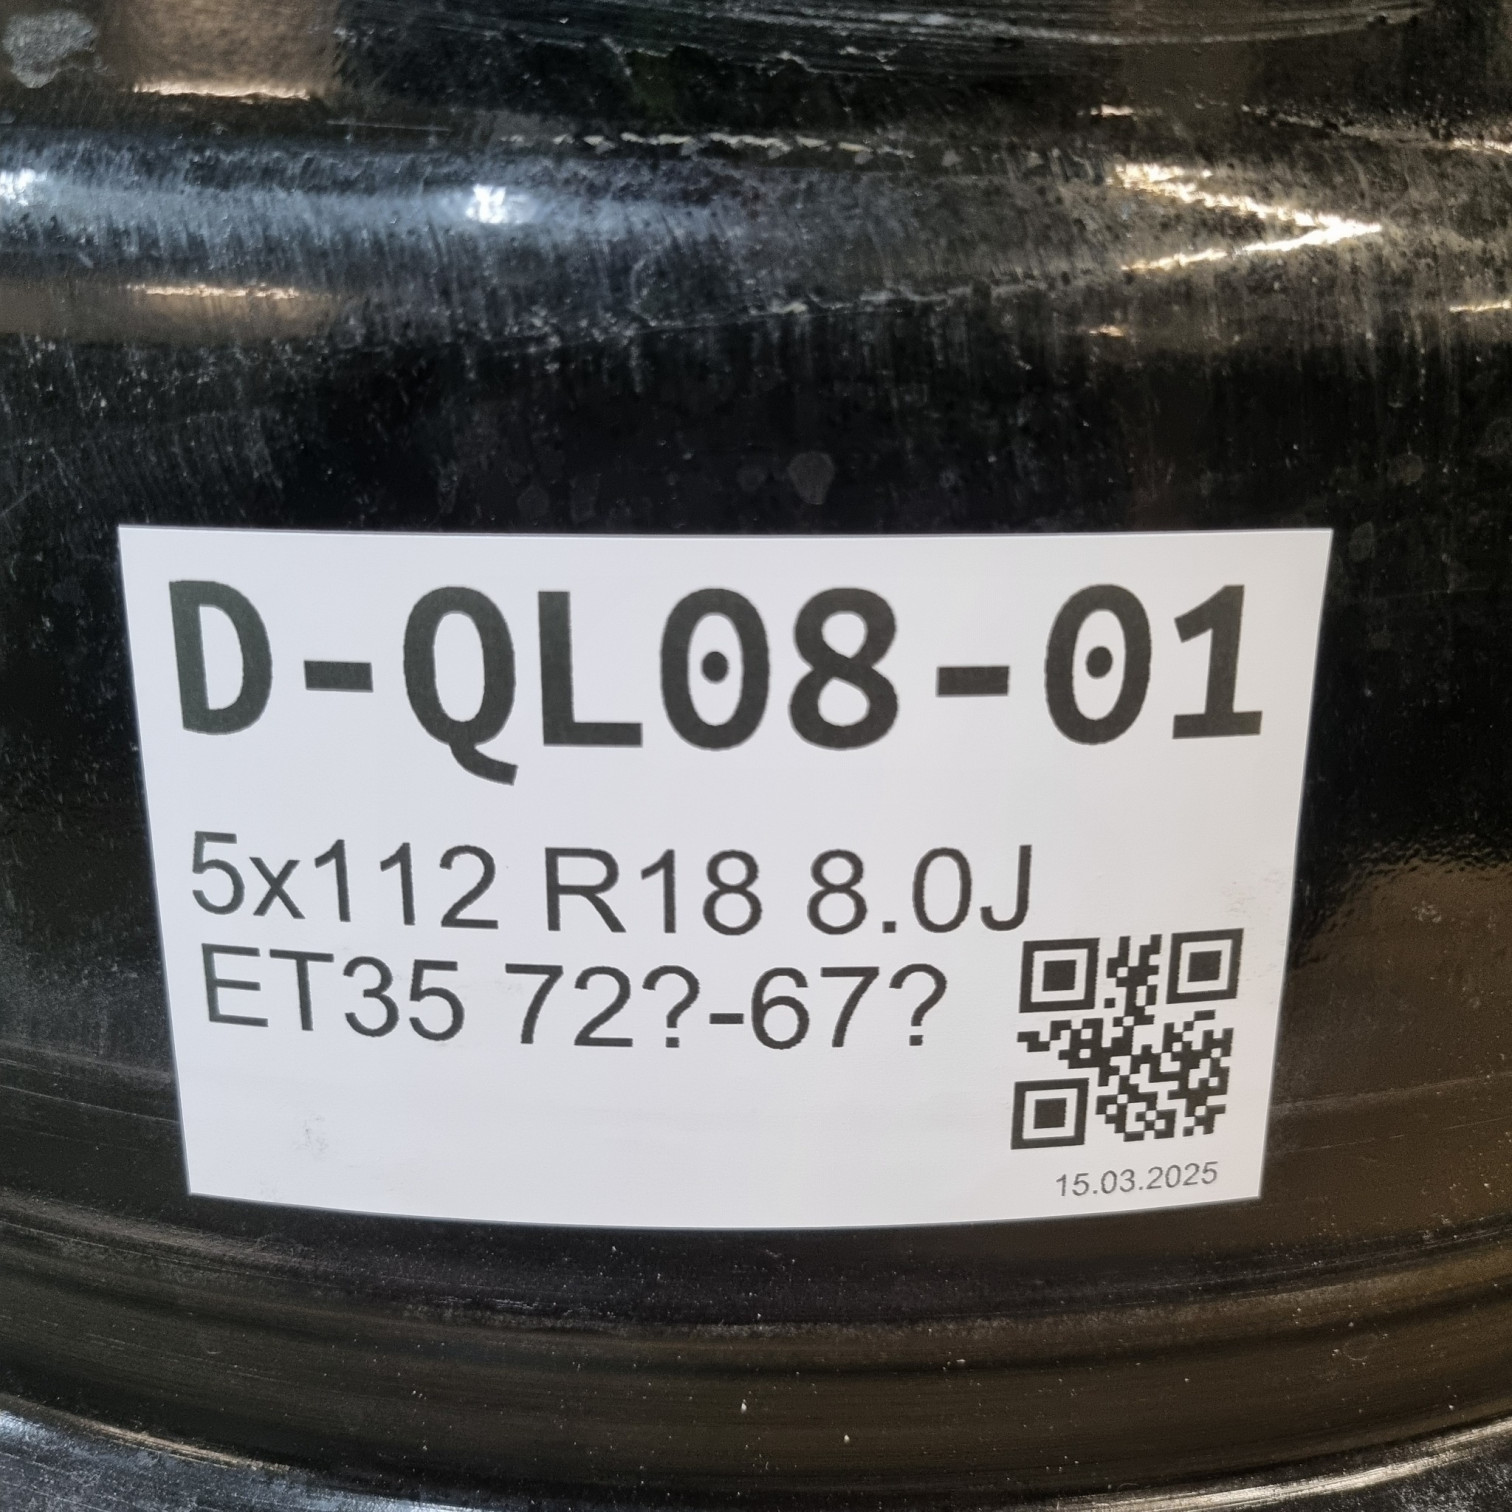 D-QL08-01
5x112 R18 8.0J
ET35 72?-67?
15.03.2025